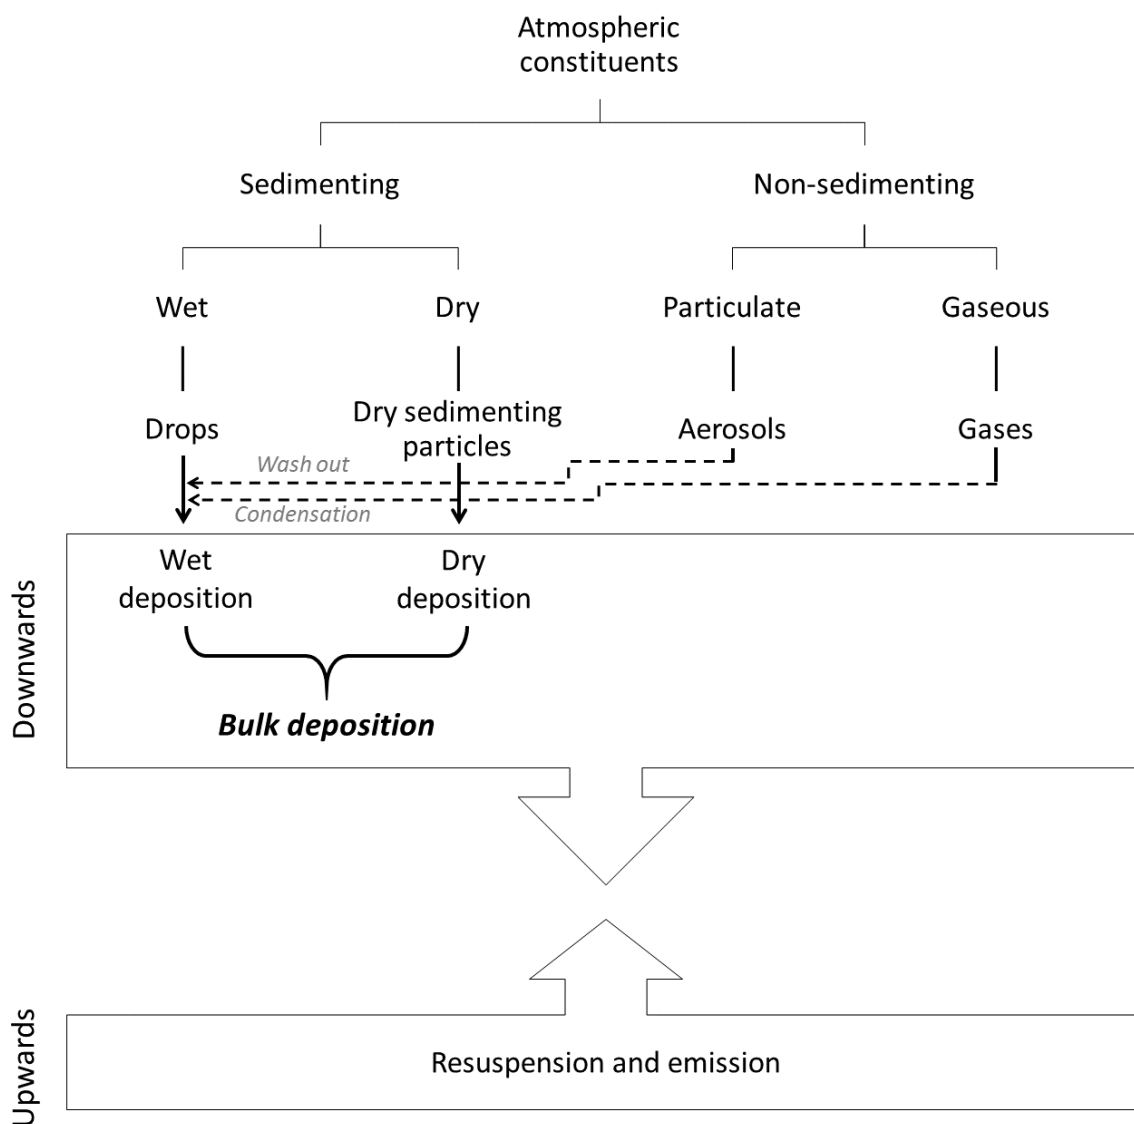 Atmospheric
constituents
Sedimenting
Non-sedimenting
Wet
Dry
Particulate
Gaseous
Drops
Dry sedimenting
particles
Aerosols
Gases
Wash out
Condensation
Downwards
Wet
deposition
Dry
deposition
Bulk deposition
Upwards
Resuspension and emission